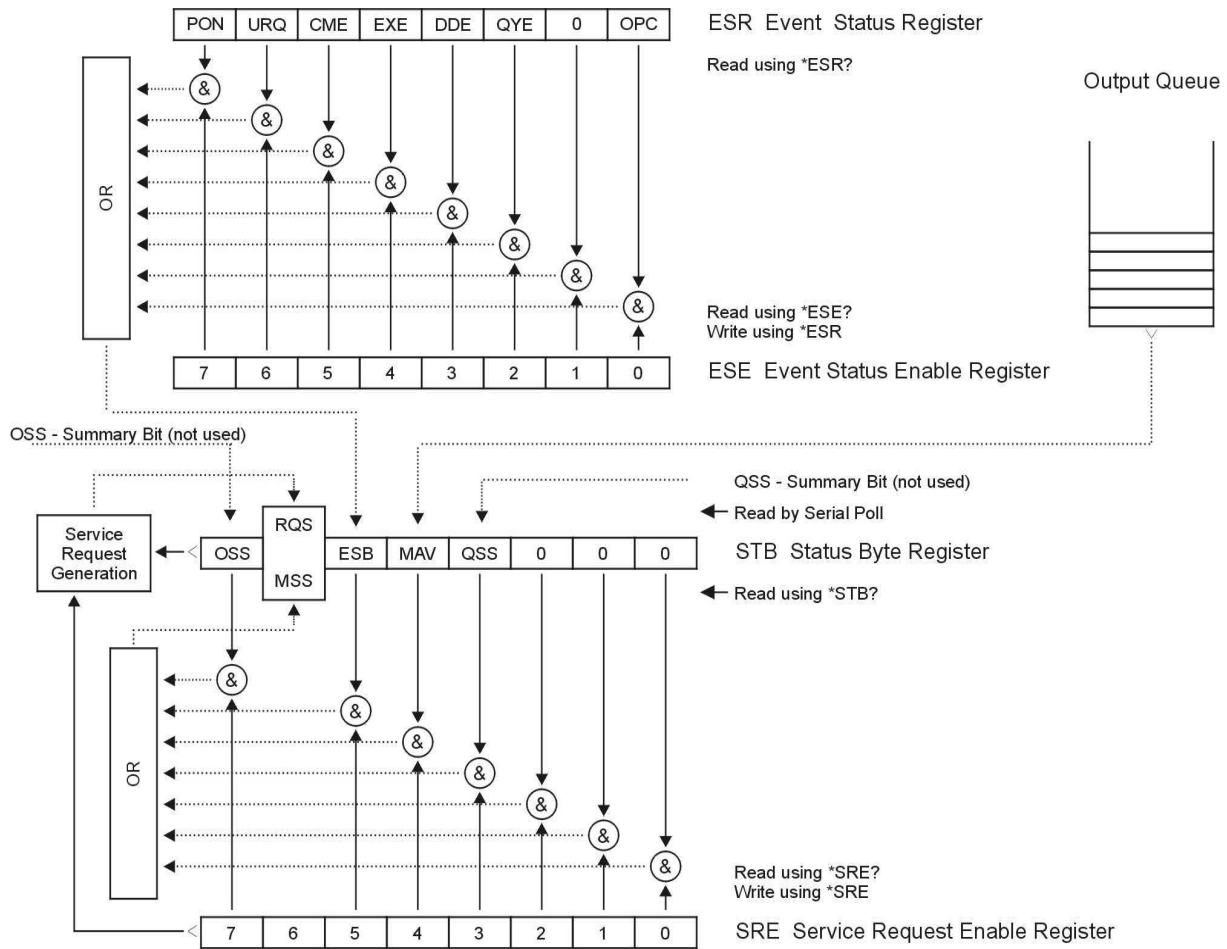 PON URQ CME EXE DDE QYE 0 OPC
ESR Event Status Register
Read using *ESR?
Output Queue
OR
&
&
&
&
&
&
&
&
Read using *ESE?
Write using *ESR
7 6 5 4 3 2 1 0
ESE Event Status Enable Register
OSS - Summary Bit (not used)
QSS - Summary Bit (not used)
Read by Serial Poll
Service
Request
Generation
OSS
RQS
MSS
ESB MAV QSS 0 0 0
STB Status Byte Register
Read using *STB?
OR
&
&
&
&
&
&
&
Read using *SRE?
Write using *SRE
7 6 5 4 3 2 1 0
SRE Service Request Enable Register